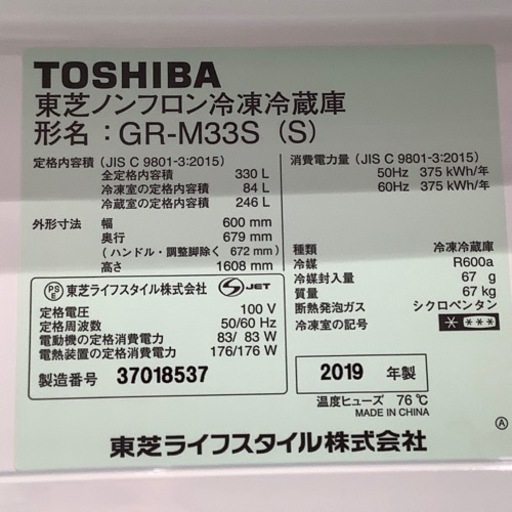 TOSHIBA
東芝ノンフロン冷凍冷蔵庫
形名：GR-M33S (S)
定格内容積 (JIS C 9801-3:2015)
全定格内容積 330 L
冷凍室の定格内容積 84 L
冷蔵室の定格内容積 246 L
外形寸法 幅 600 mm
奥行 679 mm
(ハンドル・調整脚除く 672 mm)
高さ 1608 mm
消費電力量 (JIS C 9801-3:2015)
50Hz 375 kWh/年
60Hz 375 kWh/年
種類 冷凍冷蔵庫
冷媒 R600a
冷媒封入量 67 g
質量 67 kg
断熱発泡ガス シクロペンタン
冷凍室の記号 * ***
PS E 東芝ライフスタイル株式会社 S JET
定格電圧 100 V
定格周波数 50/60 Hz
電動機の定格消費電力 83/ 83 W
電熱装置の定格消費電力 176/176 W
製造番号 37018537
2019 年製
温度ヒューズ 76℃
MADE IN CHINA
A
東芝ライフスタイル株式会社